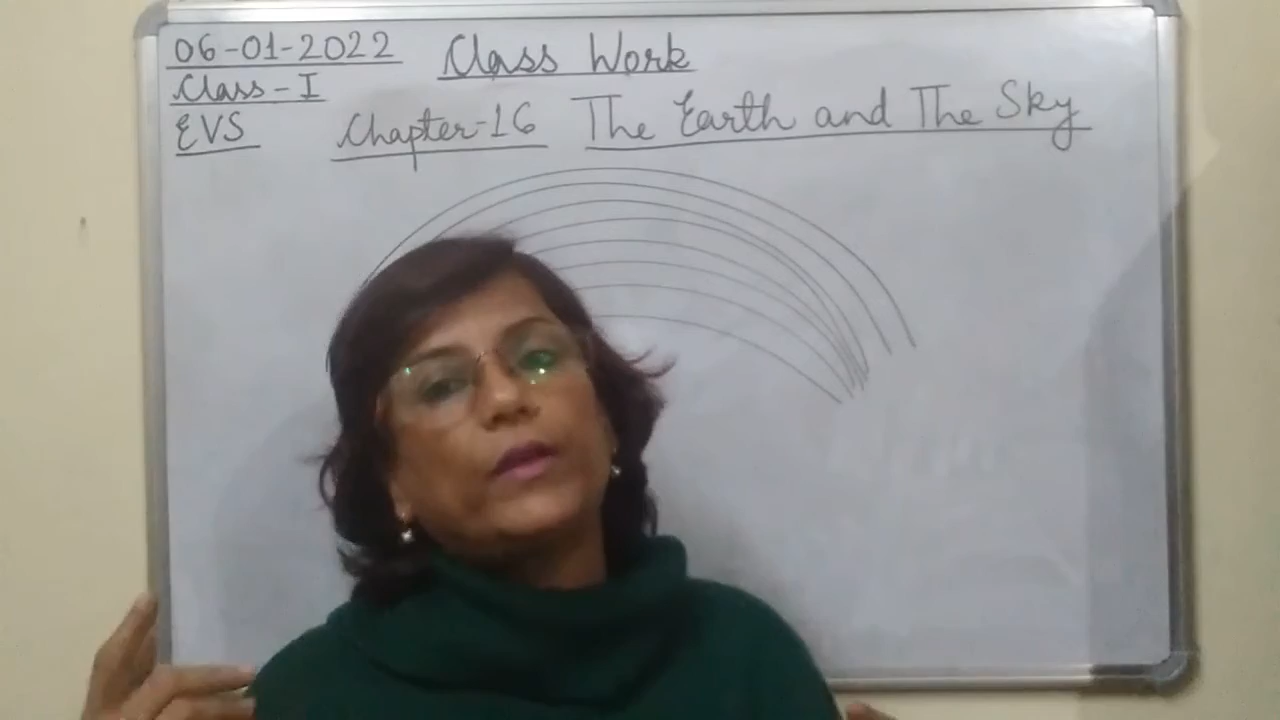 06-01-2022 Class Work
Class-I
EVS Chapter-16 The Earth and The Sky